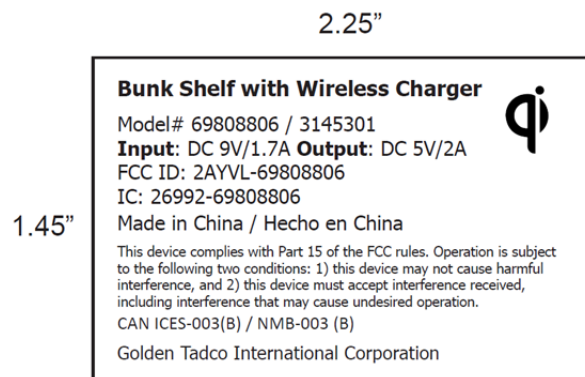 2.25”
Bunk Shelf with Wireless Charger
qi
Model# 69808806 / 3145301
Input: DC 9V/1.7A Output: DC 5V/2A
FCC ID: 2AYVL-69808806
IC: 26992-69808806
1.45”
Made in China / Hecho en China
This device complies with Part 15 of the FCC rules. Operation is subject
to the following two conditions: 1) this device may not cause harmful
interference, and 2) this device must accept interference received,
including interference that may cause undesired operation.
CAN ICES-003(B) / NMB-003 (B)
Golden Tadco International Corporation